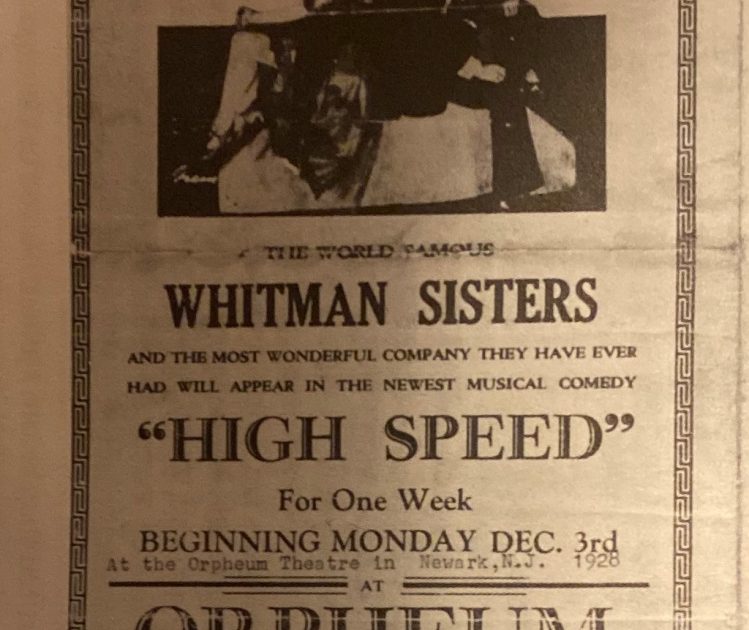 THE WORLD FAMOUS
WHITMAN SISTERS
AND THE MOST WONDERFUL COMPANY THEY HAVE EVER
HAD WILL APPEAR IN THE NEWEST MUSICAL COMEDY
“HIGH SPEED”
For One Week
BEGINNING MONDAY DEC. 3rd
At the Orpheum Theatre in Newark,N.J. 1928
AT
ORPHEUM